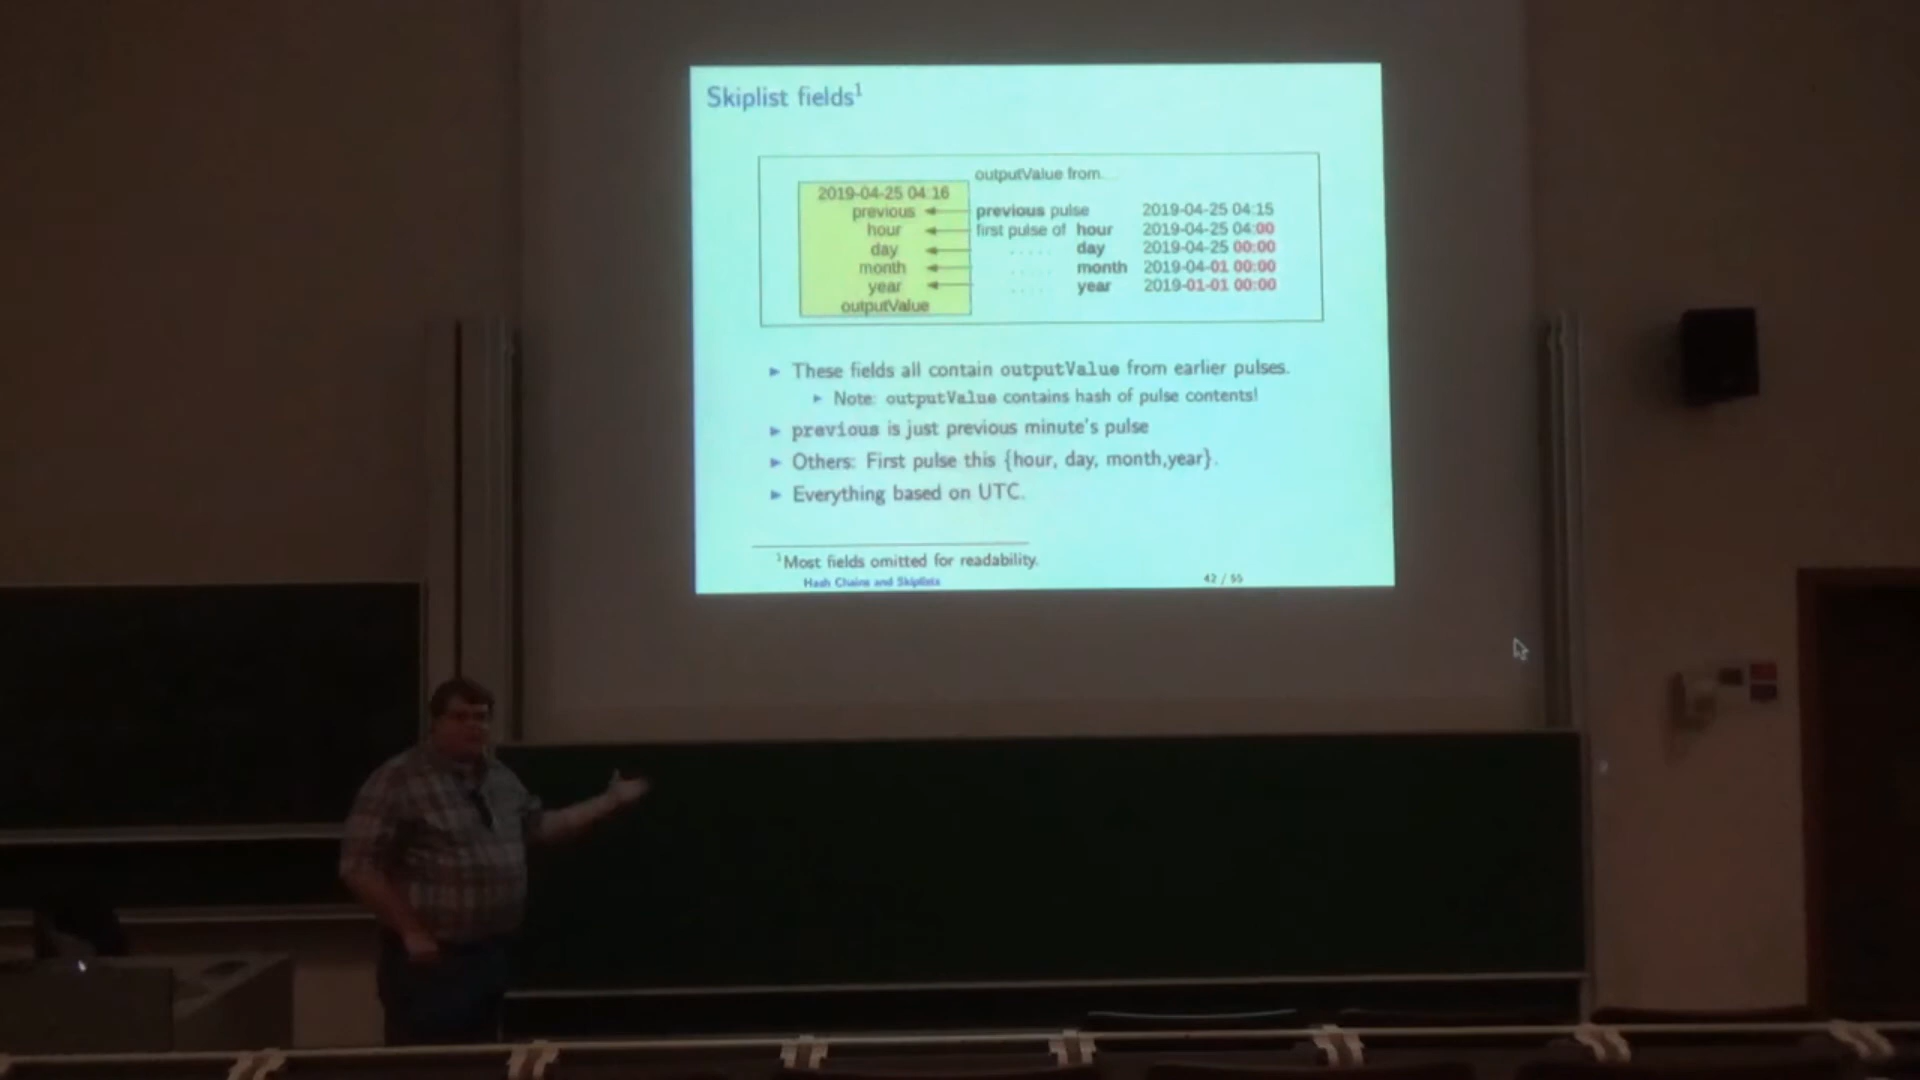 Skiplist fields1
outputValue from...
2019-04-25 04:16
previous previous pulse 2019-04-25 04:15
hour first pulse of hour 2019-04-25 04:00
day ..... day 2019-04-25 00:00
month ..... month 2019-04-01 00:00
year ..... year 2019-01-01 00:00
outputValue
▶ These fields all contain outputValue from earlier pulses.
▶ Note: outputValue contains hash of pulse contents!
▶ previous is just previous minute's pulse
▶ Others: First pulse this {hour, day, month,year}.
▶ Everything based on UTC.
1Most fields omitted for readability.
Hash Chains and Skiplists 42 / 55